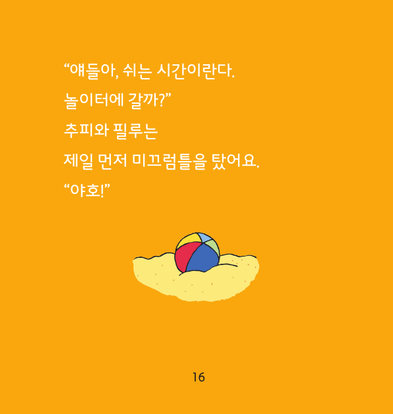 “얘들아, 쉬는 시간이란다.
놀이터에 갈까?”
추피와 필루는
제일 먼저 미끄럼틀을 탔어요.
“야호!”
16